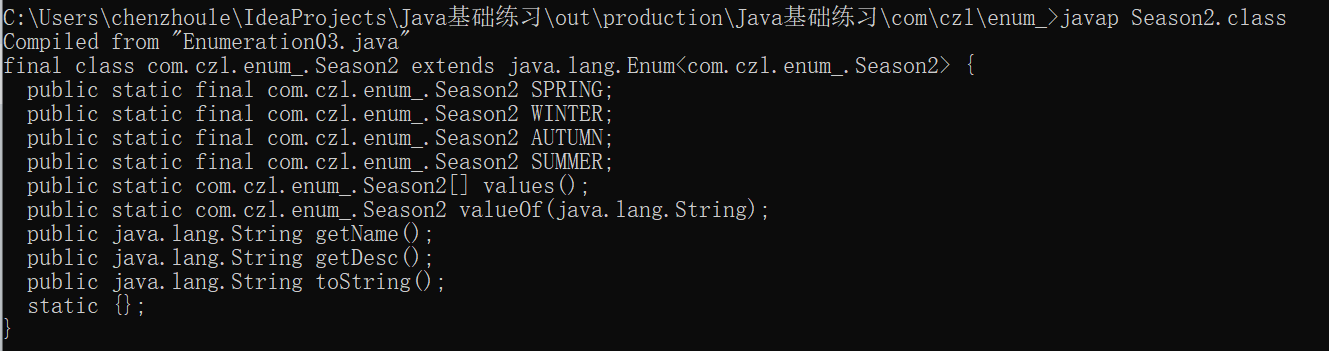 C:\Users\chenzhoule\IdeaProjects\Java基础练习\out\production\Java基础练习\com\czl\enum_>javap Season2.class
Compiled from "Enumeration03.java"
final class com.czl.enum_.Season2 extends java.lang.Enum<com.czl.enum_.Season2> {
  public static final com.czl.enum_.Season2 SPRING;
  public static final com.czl.enum_.Season2 WINTER;
  public static final com.czl.enum_.Season2 AUTUMN;
  public static final com.czl.enum_.Season2 SUMMER;
  public static com.czl.enum_.Season2[] values();
  public static com.czl.enum_.Season2 valueOf(java.lang.String);
  public java.lang.String getName();
  public java.lang.String getDesc();
  public java.lang.String toString();
  static {};
}